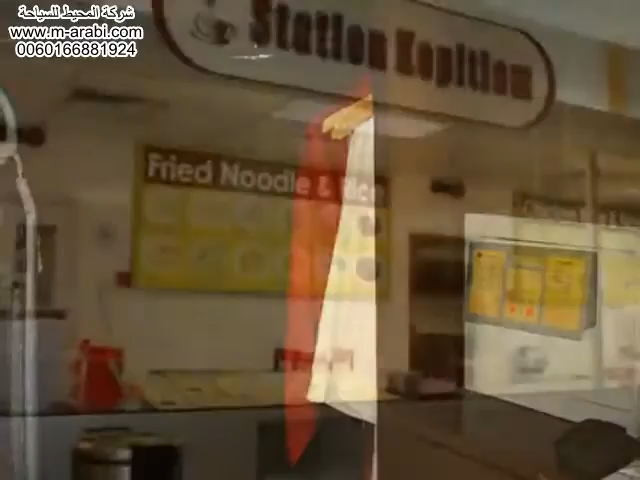 شركة المحيط للسياحة
www.m-arabi.com
0060166881924
Station Kopitiam
Fried Noodle & Rice